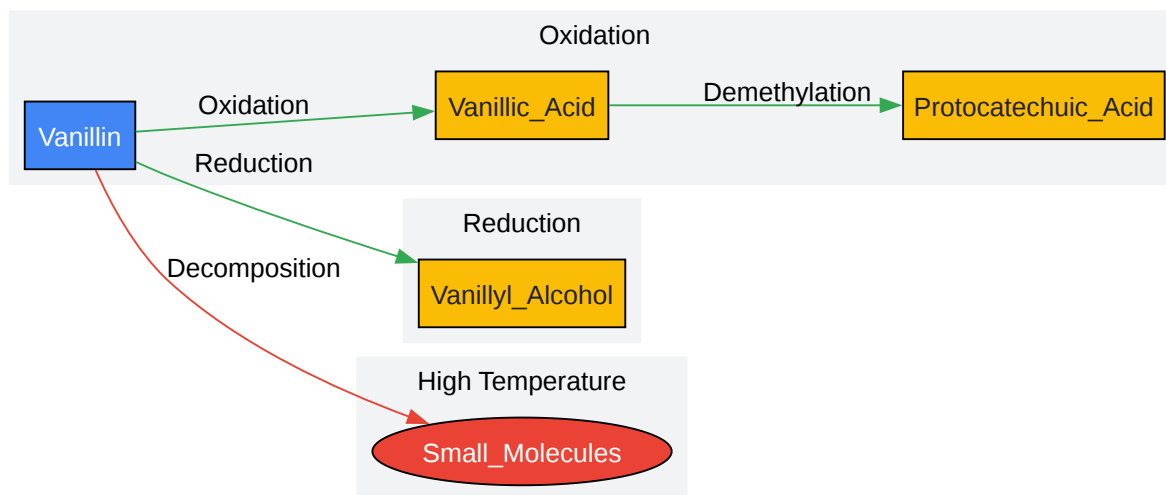 Oxidation
Vanillin
Oxidation
Vanillic_Acid
Demethylation
Protocatechuic_Acid
Reduction
Reduction
Vanillyl_Alcohol
Decomposition
High Temperature
Small_Molecules